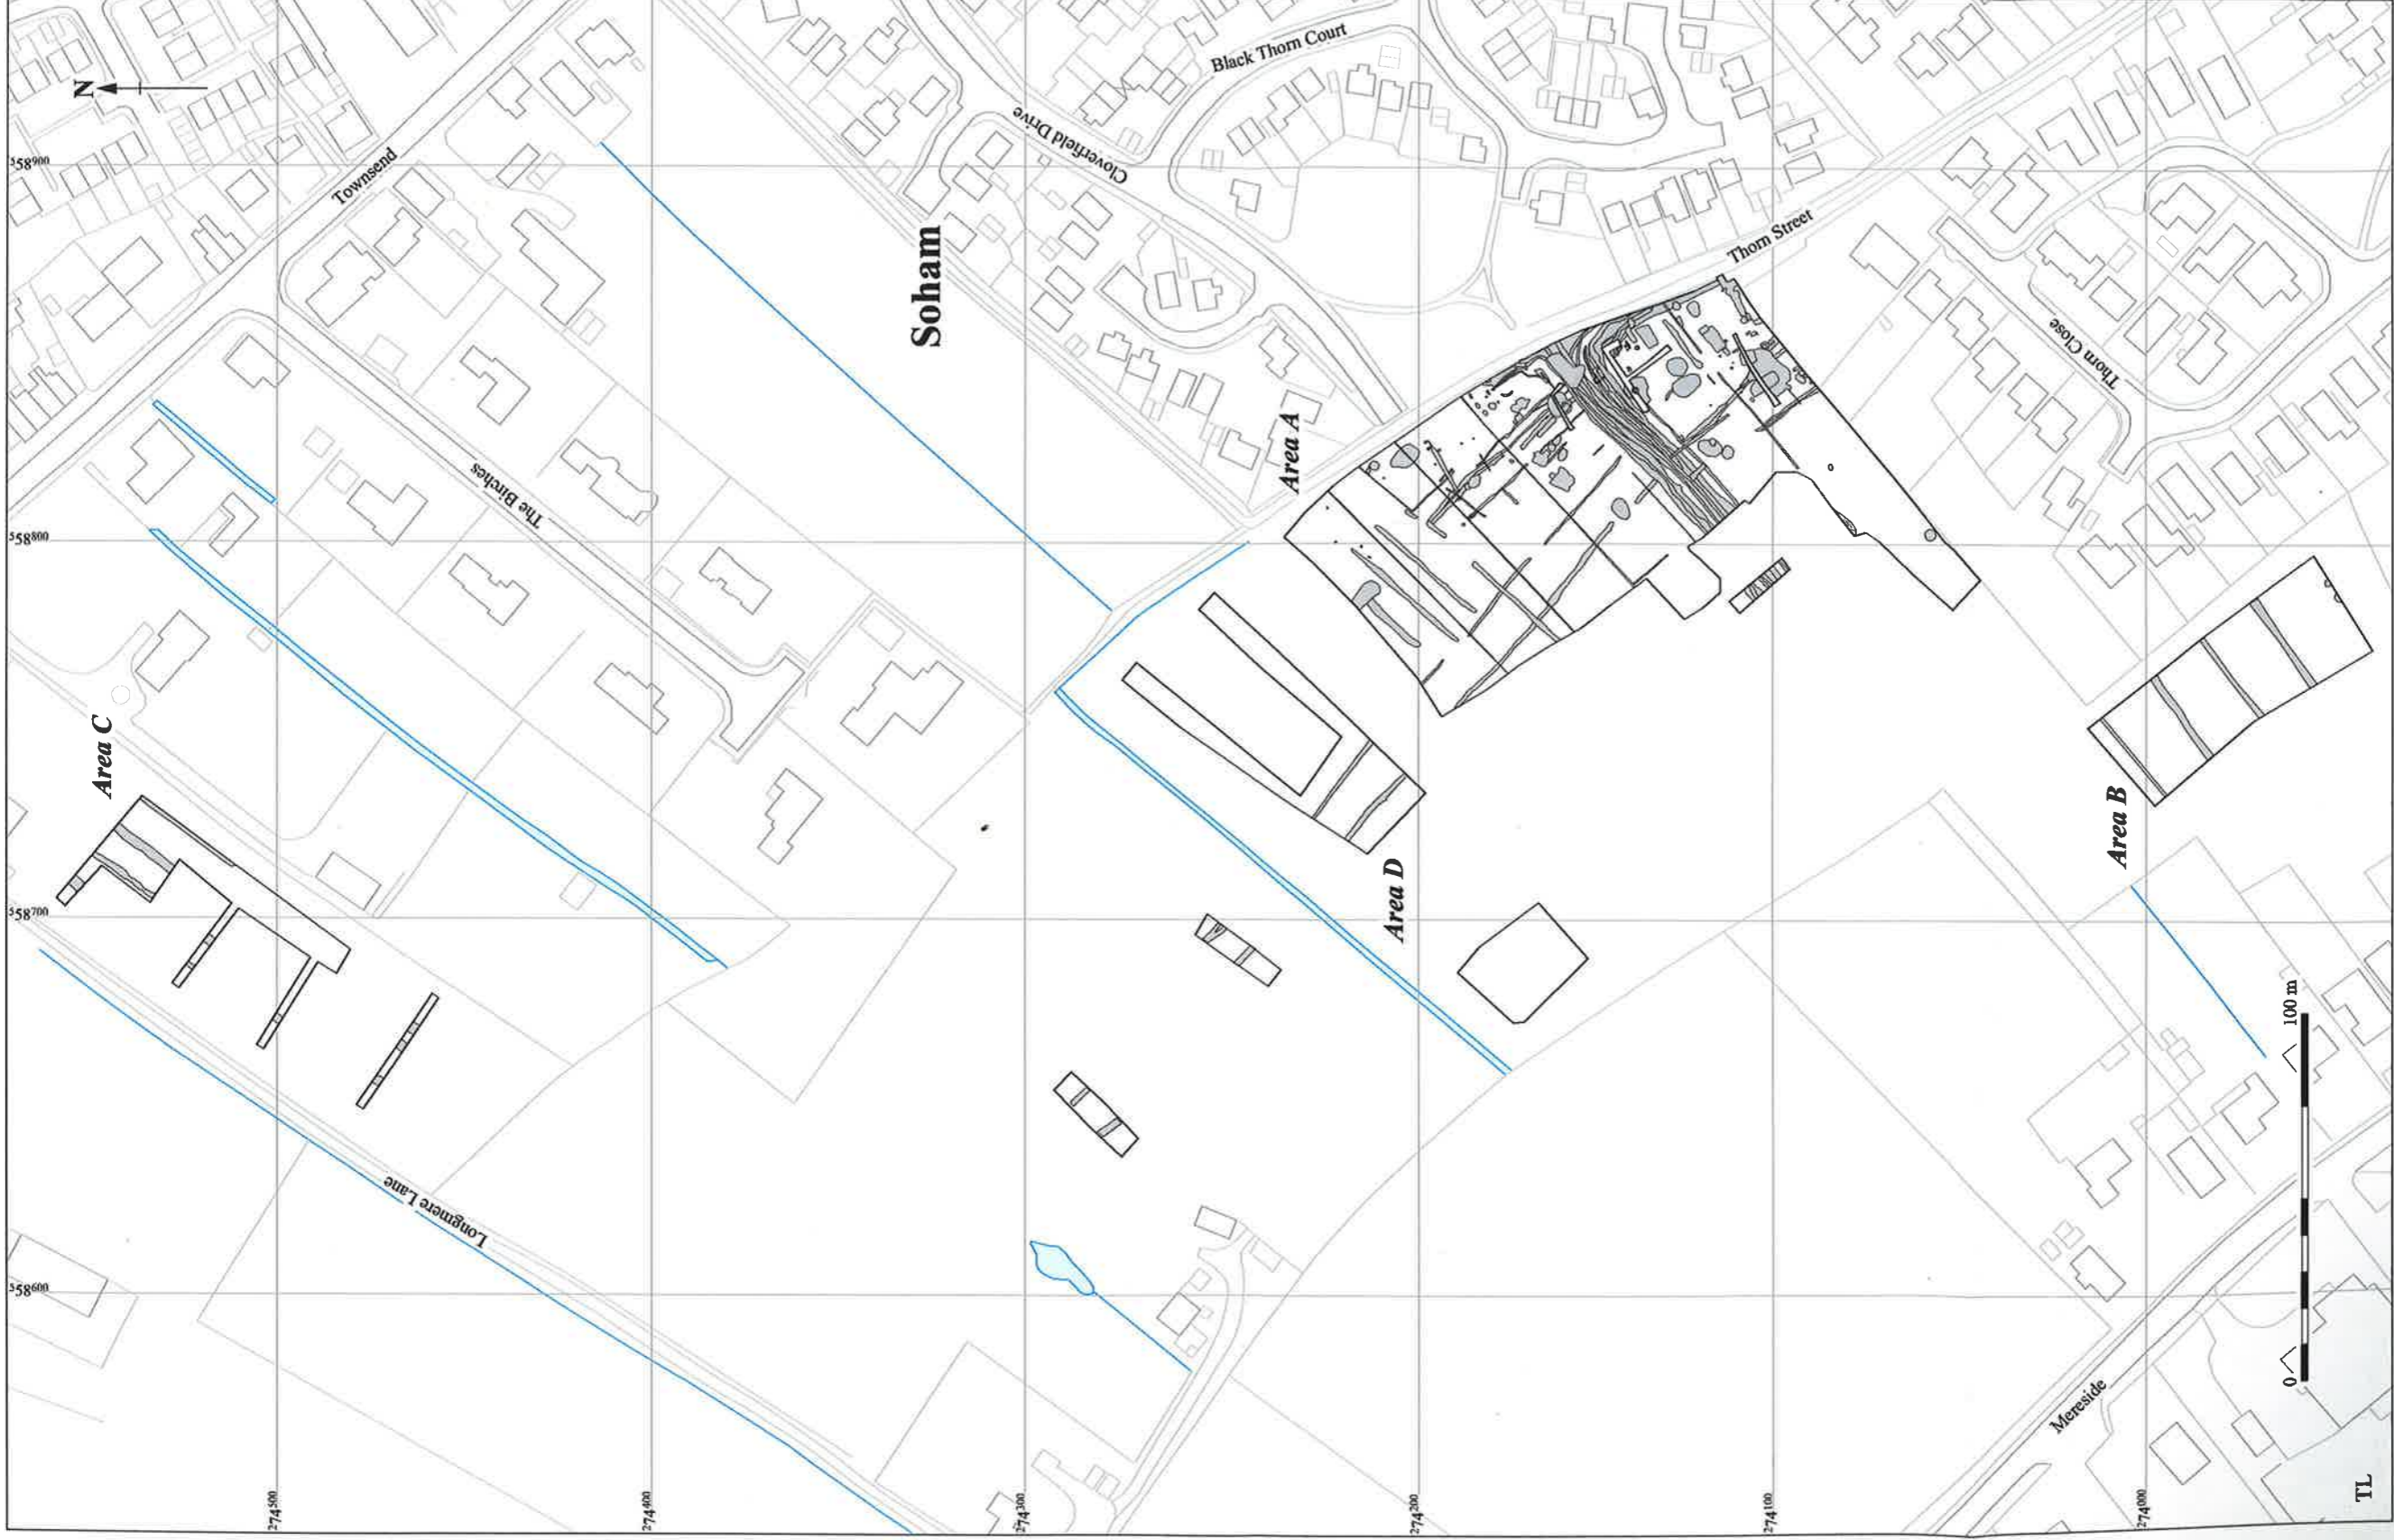 Area C
Area D
Area B
Area A
Soham
Longmere Lane
The Birches
Townsend
Cloverfield Drive
Black Thorn Court
Thorn Street
Thorn Close
Mereside
N
TL
0
100 m
558600
558700
558800
558900
274500
274400
274300
274200
274100
274000